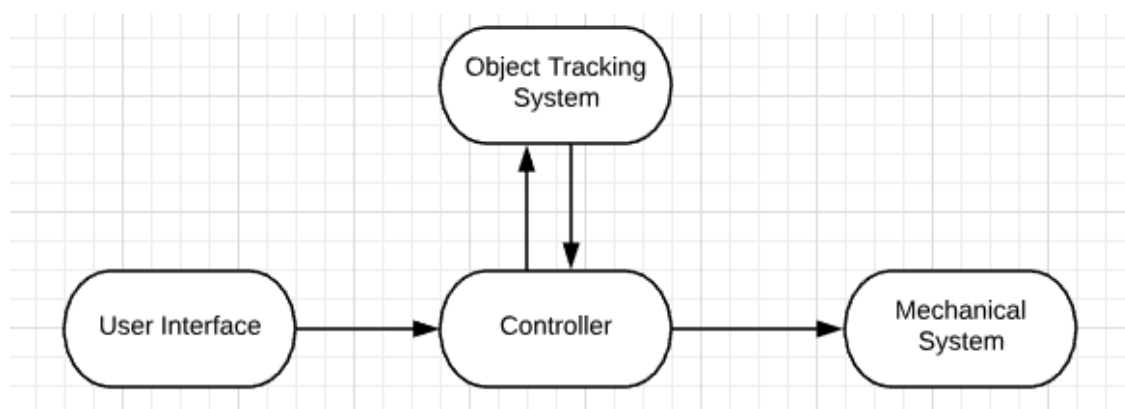 Object Tracking
System
User Interface
Controller
Mechanical
System